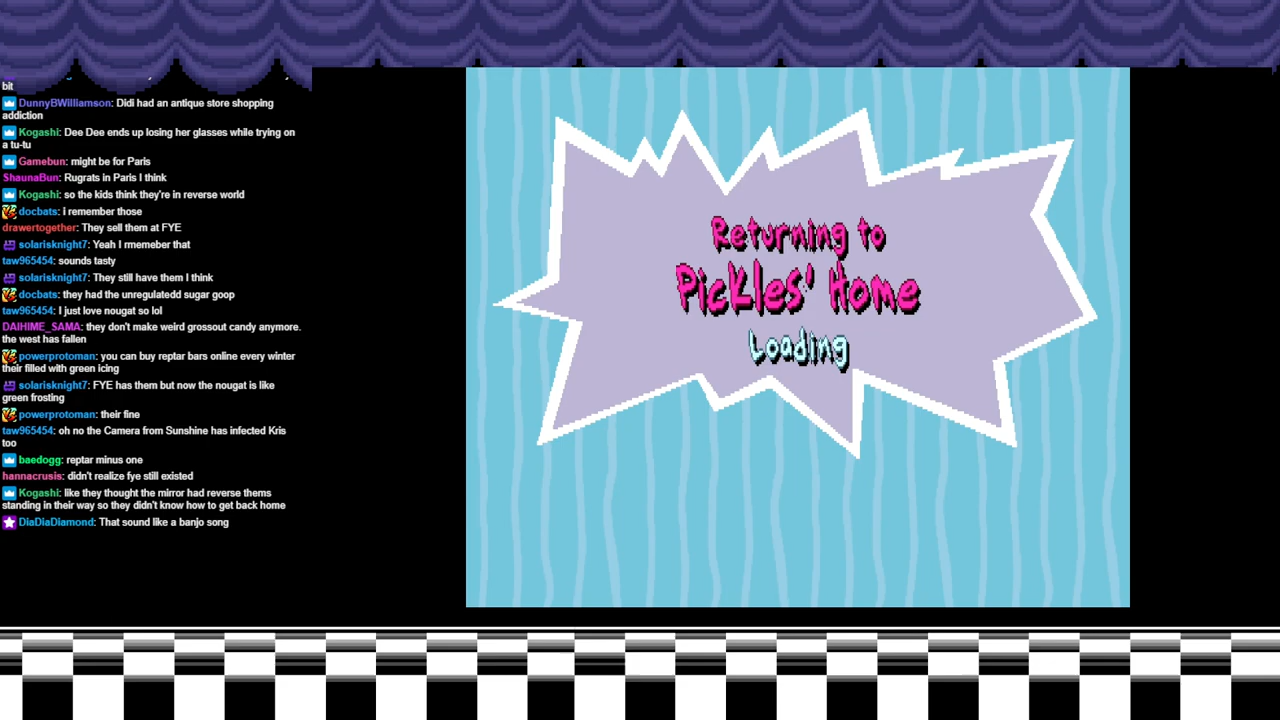 bit
DunnyBWilliamson: Didi had an antique store shopping
addiction
Kogashi: Dee Dee ends up losing her glasses while trying on
a tu-tu
Gamebun: might be for Paris
ShaunaBun: Rugrats in Paris I think
Kogashi: so the kids think they're in reverse world
docbats: i remember those
drawertogether: They sell them at FYE
solarisknight7: Yeah I rmemeber that
taw965454: sounds tasty
solarisknight7: They still have them I think
docbats: they had the unregulatedd sugar goop
taw965454: I just love nougat so lol
DAIHIME_SAMA: they don't make weird grossout candy anymore.
the west has fallen
powerprotoman: you can buy reptar bars online every winter
their filled with green icing
solarisknight7: FYE has them but now the nougat is like
green frosting
powerprotoman: their fine
taw965454: oh no the Camera from Sunshine has infected Kris
too
baedogg: reptar minus one
hannacrusis: didn't realize fye still existed
Kogashi: like they thought the mirror had reverse thems
standing in their way so they didn't know how to get back home
DiaDiaDiamond: That sound like a banjo song
Returning to
Pickles' Home
Loading